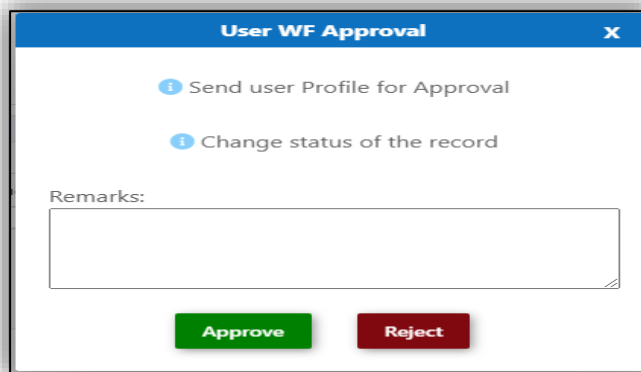 User WF Approval x
Send user Profile for Approval
Change status of the record
Remarks:
Approve Reject